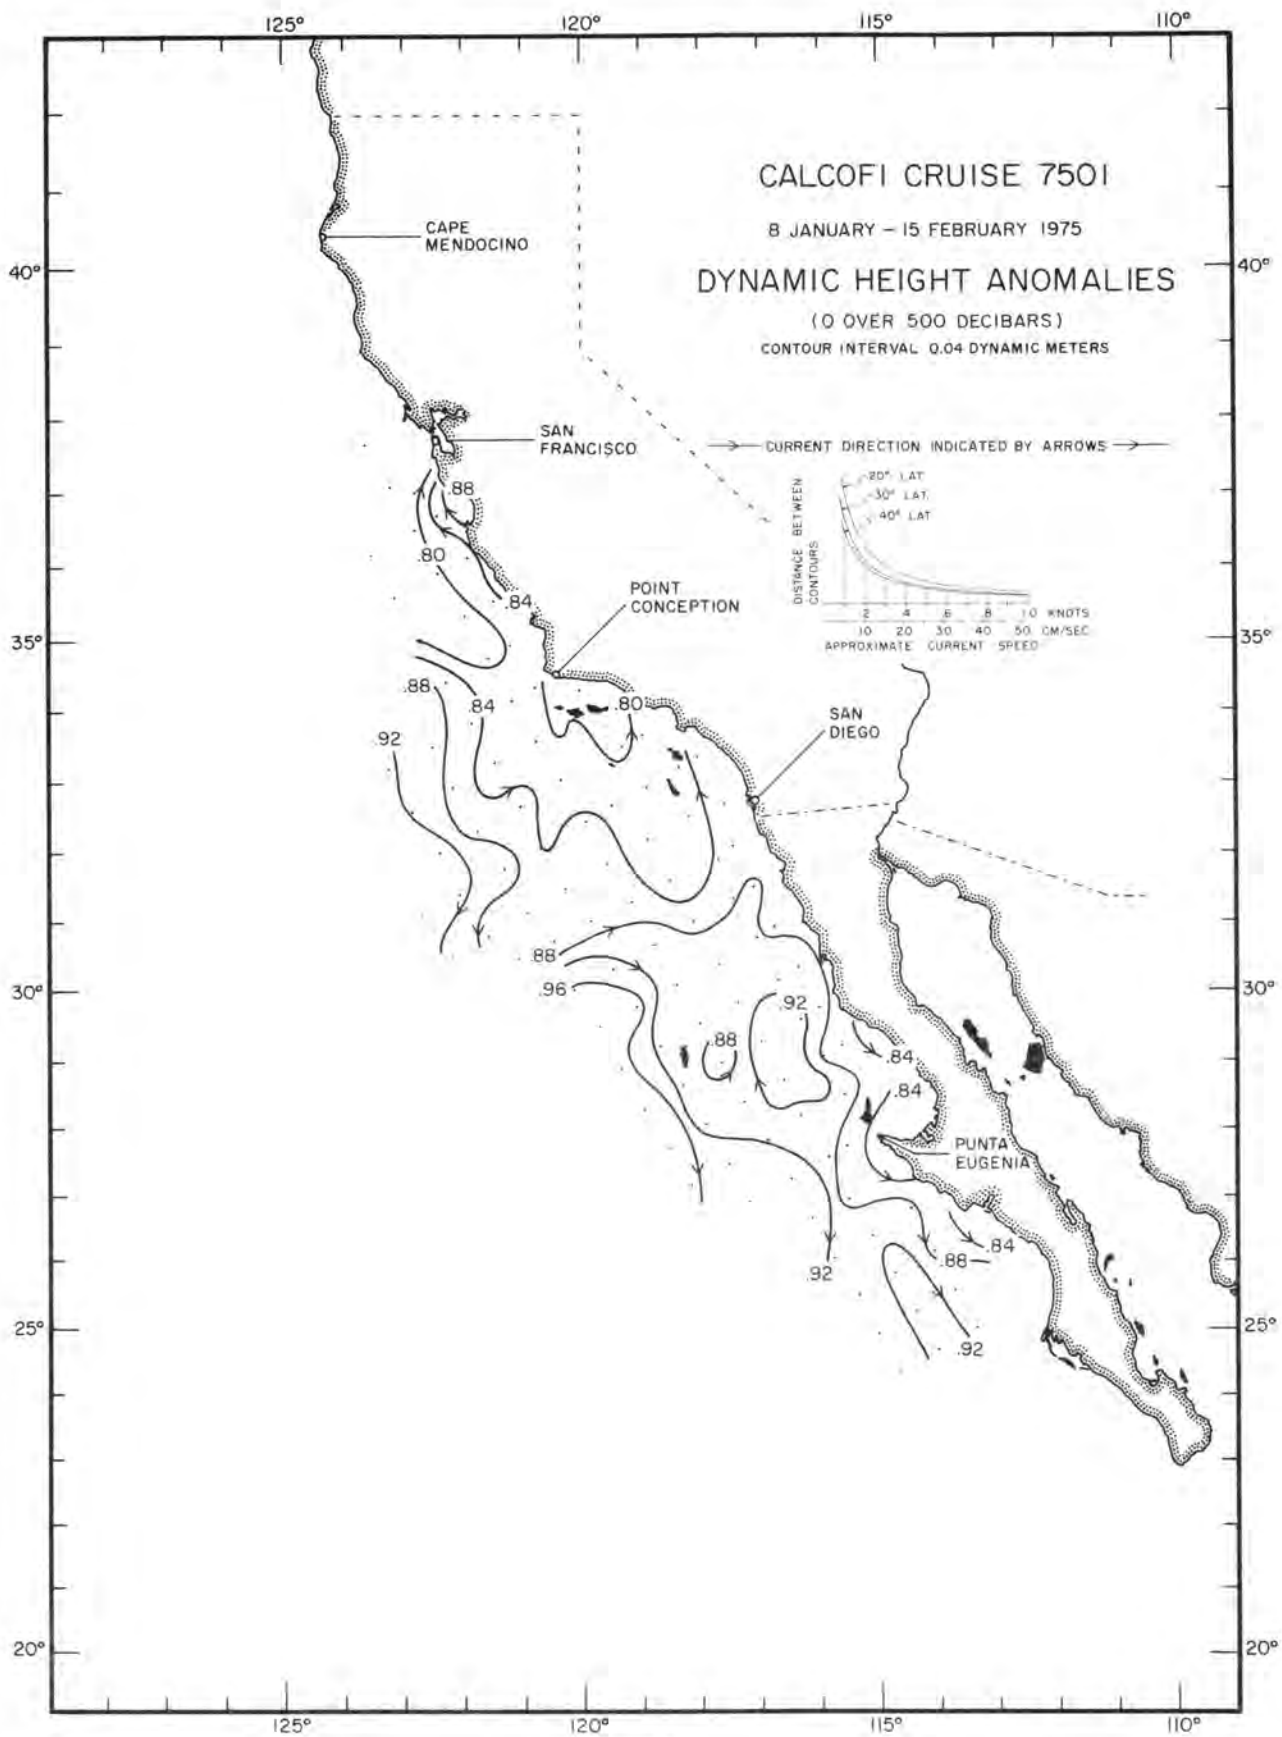 125°
120°
115°
110°
CALCOFI CRUISE 7501
8 JANUARY – 15 FEBRUARY 1975
DYNAMIC HEIGHT ANOMALIES
(0 OVER 500 DECIBARS)
CONTOUR INTERVAL 0.04 DYNAMIC METERS
CAPE
MENDOCINO
40°
40°
SAN
FRANCISCO
CURRENT DIRECTION INDICATED BY ARROWS
DISTANCE BETWEEN
CONTOURS
20° LAT
30° LAT.
40° LAT
.2 .4 .6 .8 1.0 KNOTS
10 20 30 40 50 CM/SEC
APPROXIMATE CURRENT SPEED
.88
.80
.84
POINT
CONCEPTION
35°
35°
.88
.84
.80
.92
SAN
DIEGO
.88
.96
30°
30°
.92
.88
.84
.84
PUNTA
EUGENIA
.84
.88
.92
.92
25°
25°
20°
20°
125°
120°
115°
110°